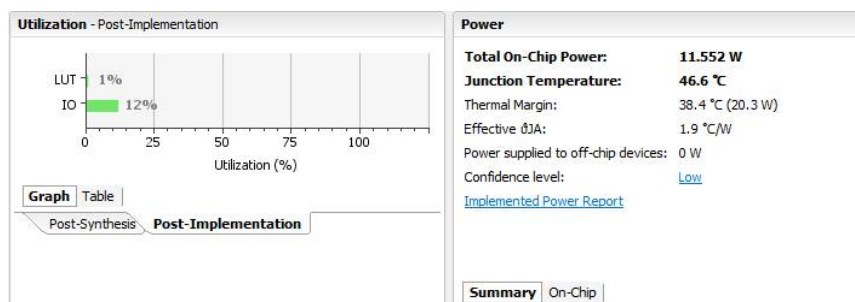 Utilization - Post-Implementation
LUT 1%
IO 12%
0 25 50 75 100
Utilization (%)
Graph Table
Post-Synthesis Post-Implementation
Power
Total On-Chip Power: 11.552 W
Junction Temperature: 46.6 °C
Thermal Margin: 38.4 °C (20.3 W)
Effective ϑJA: 1.9 °C/W
Power supplied to off-chip devices: 0 W
Confidence level: Low
Implemented Power Report
Summary On-Chip